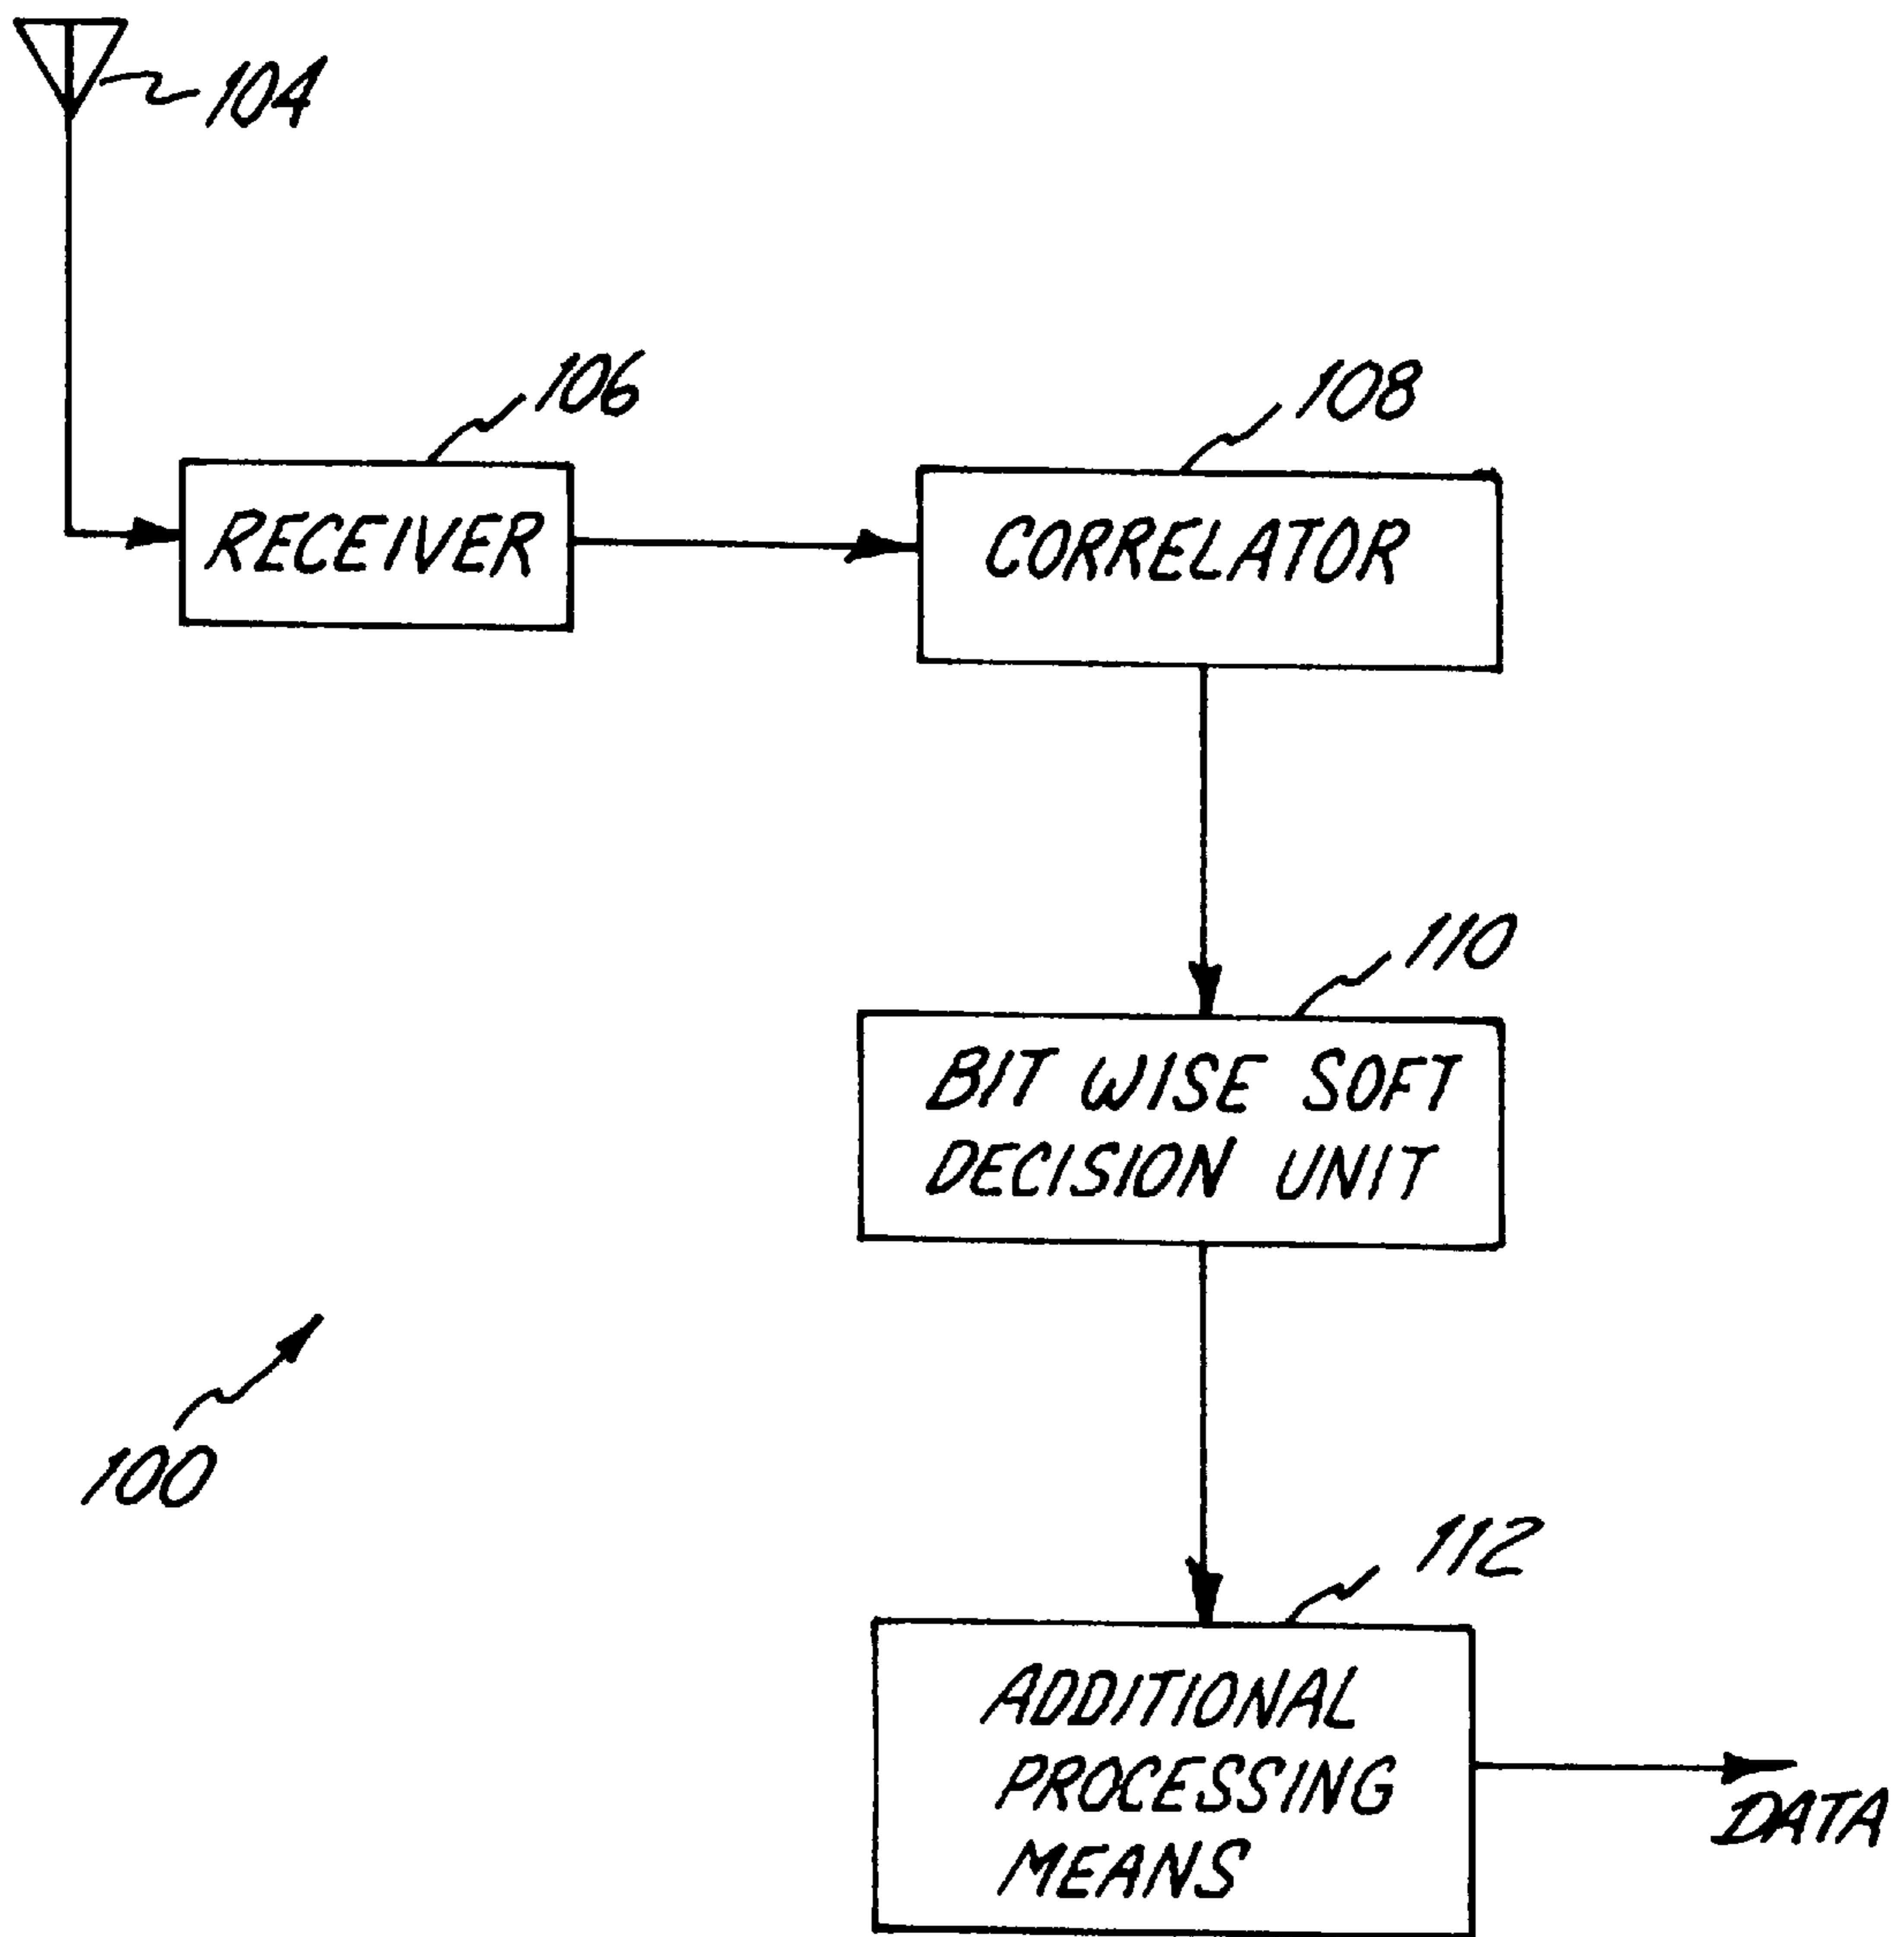 104
106
108
RECEIVER
CORRELATOR
110
BIT WISE SOFT
DECISION UNIT
100
112
ADDITIONAL
PROCESSING
MEANS
DATA